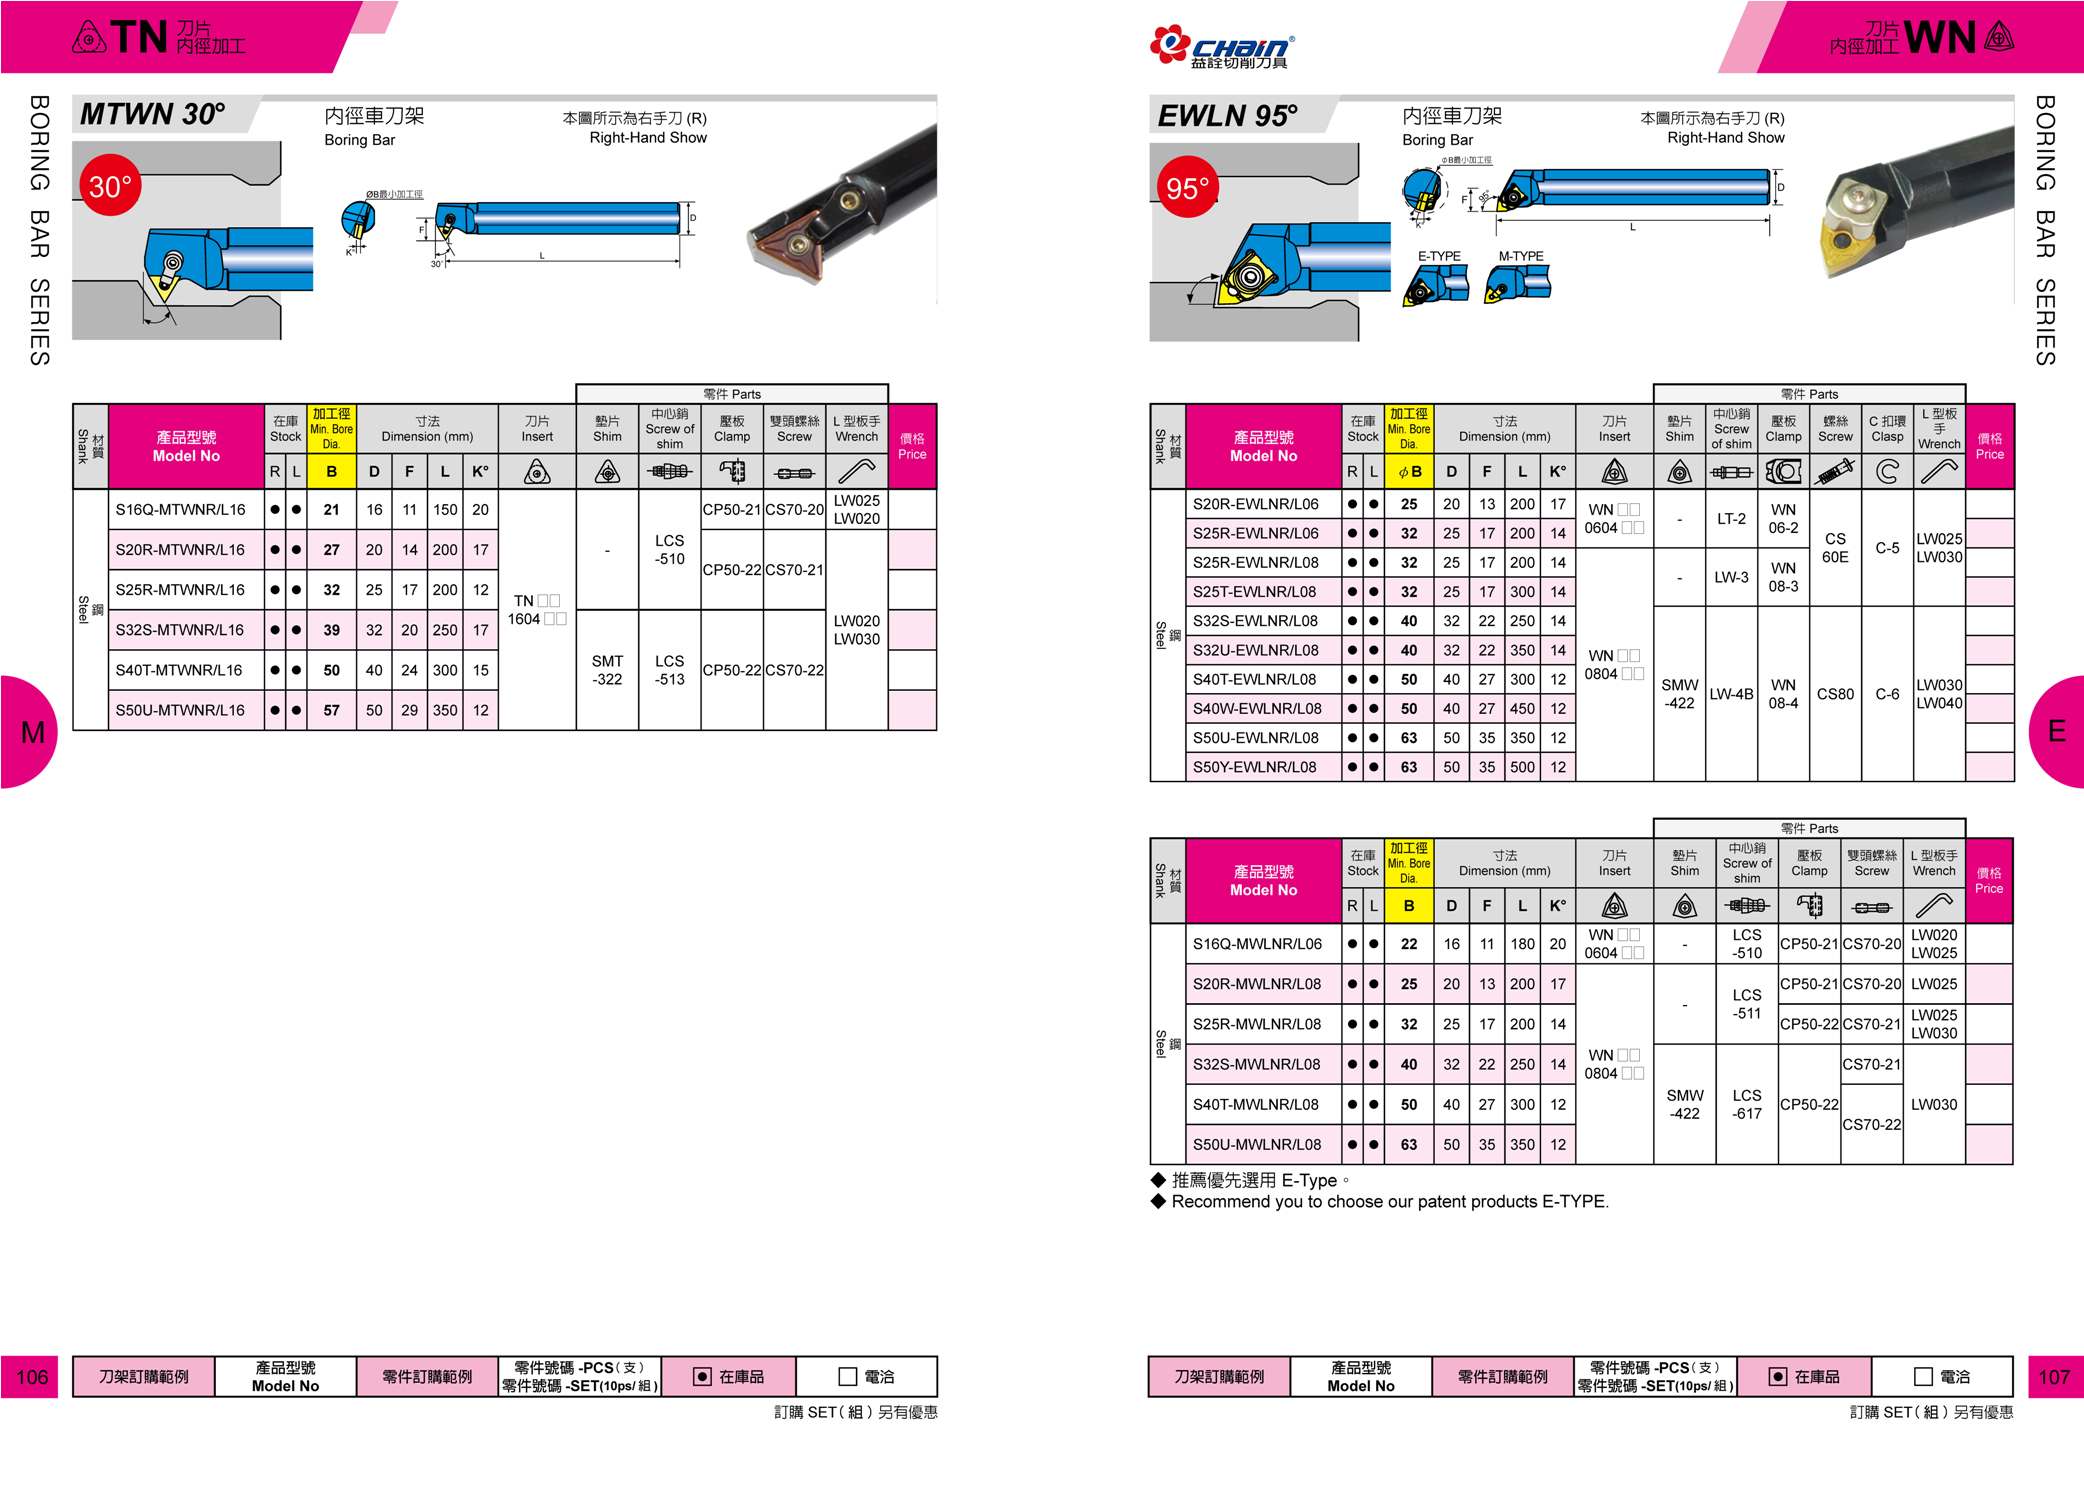 TN 刀片
內徑加工
BORING BAR SERIES
MTWN 30°
內徑車刀架
Boring Bar
本圖所示為右手刀 (R)
Right-Hand Show
30°
ØB最小加工徑
K° F D L 30°
零件 Parts
材質 Shank
產品型號 Model No
在庫 Stock
加工徑 Min. Bore Dia.
寸法 Dimension (mm)
刀片 Insert
墊片 Shim
中心銷 Screw of shim
壓板 Clamp
雙頭螺絲 Screw
L 型板手 Wrench
價格 Price
R L B D F L K°
鋼 Steel
S16Q-MTWNR/L16 ● ● 21 16 11 150 20 CP50-21 CS70-20 LW025 LW020
S20R-MTWNR/L16 ● ● 27 20 14 200 17
- LCS -510
CP50-22 CS70-21
S25R-MTWNR/L16 ● ● 32 25 17 200 12
TN □□ 1604 □□
S32S-MTWNR/L16 ● ● 39 32 20 250 17
LW020 LW030
S40T-MTWNR/L16 ● ● 50 40 24 300 15
SMT -322 LCS -513 CP50-22 CS70-22
S50U-MTWNR/L16 ● ● 57 50 29 350 12
M
106
刀架訂購範例
產品型號 Model No
零件訂購範例
零件號碼 -PCS(支)
零件號碼 -SET(10ps/組)
在庫品
電洽
訂購 SET(組) 另有優惠
CHAIN®
益詮切削刀具
刀片
內徑加工 WN
BORING BAR SERIES
EWLN 95°
內徑車刀架
Boring Bar
本圖所示為右手刀 (R)
Right-Hand Show
95°
φB最小加工徑
K° F 95° D L
E-TYPE M-TYPE
零件 Parts
材質 Shank
產品型號 Model No
在庫 Stock
加工徑 Min. Bore Dia.
寸法 Dimension (mm)
刀片 Insert
墊片 Shim
中心銷 Screw of shim
壓板 Clamp
螺絲 Screw
C 扣環 Clasp
L 型板手 Wrench
價格 Price
R L φB D F L K°
鋼 Steel
S20R-EWLNR/L06 ● ● 25 20 13 200 17
WN □□ 0604 □□ - LT-2 WN 06-2
S25R-EWLNR/L06 ● ● 32 25 17 200 14
CS 60E C-5 LW025 LW030
S25R-EWLNR/L08 ● ● 32 25 17 200 14
- LW-3 WN 08-3
S25T-EWLNR/L08 ● ● 32 25 17 300 14
S32S-EWLNR/L08 ● ● 40 32 22 250 14
S32U-EWLNR/L08 ● ● 40 32 22 350 14
WN □□ 0804 □□
S40T-EWLNR/L08 ● ● 50 40 27 300 12
SMW -422 LW-4B WN 08-4 CS80 C-6 LW030 LW040
S40W-EWLNR/L08 ● ● 50 40 27 450 12
S50U-EWLNR/L08 ● ● 63 50 35 350 12
S50Y-EWLNR/L08 ● ● 63 50 35 500 12
零件 Parts
材質 Shank
產品型號 Model No
在庫 Stock
加工徑 Min. Bore Dia.
寸法 Dimension (mm)
刀片 Insert
墊片 Shim
中心銷 Screw of shim
壓板 Clamp
雙頭螺絲 Screw
L 型板手 Wrench
價格 Price
R L B D F L K°
鋼 Steel
S16Q-MWLNR/L06 ● ● 22 16 11 180 20 WN □□ 0604 □□ - LCS -510 CP50-21 CS70-20 LW020 LW025
S20R-MWLNR/L08 ● ● 25 20 13 200 17 CP50-21 CS70-20 LW025
- LCS -511
S25R-MWLNR/L08 ● ● 32 25 17 200 14 CP50-22 CS70-21 LW025 LW030
WN □□ 0804 □□
S32S-MWLNR/L08 ● ● 40 32 22 250 14 CS70-21
S40T-MWLNR/L08 ● ● 50 40 27 300 12 SMW -422 LCS -617 CP50-22 LW030
CS70-22
S50U-MWLNR/L08 ● ● 63 50 35 350 12
◆ 推薦優先選用 E-Type。
◆ Recommend you to choose our patent products E-TYPE.
E
刀架訂購範例
產品型號 Model No
零件訂購範例
零件號碼 -PCS(支)
零件號碼 -SET(10ps/組)
在庫品
電洽
107
訂購 SET(組) 另有優惠